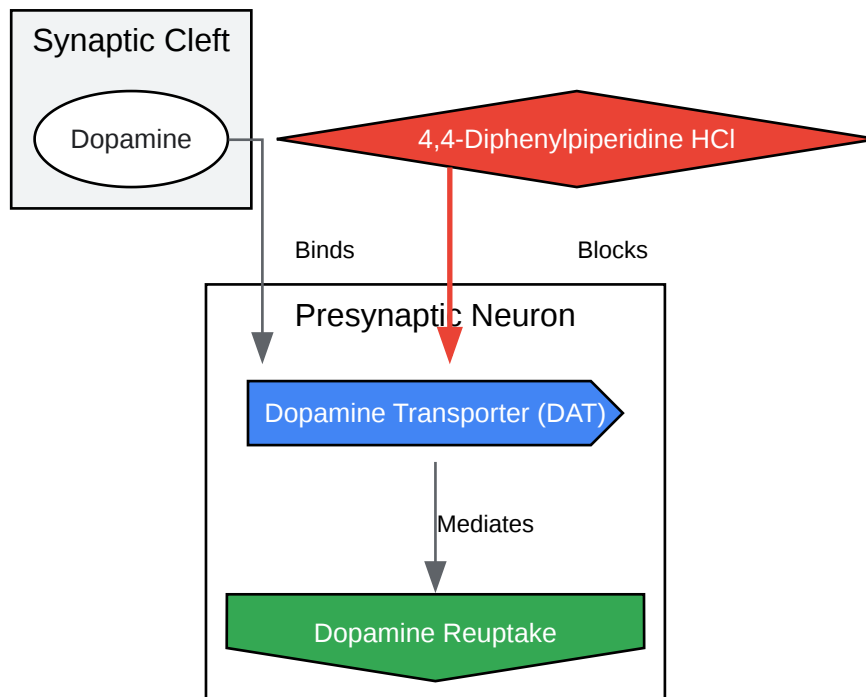 Synaptic Cleft
Dopamine
4,4-Diphenylpiperidine HCl
Binds
Blocks
Presynaptic Neuron
Dopamine Transporter (DAT)
Mediates
Dopamine Reuptake